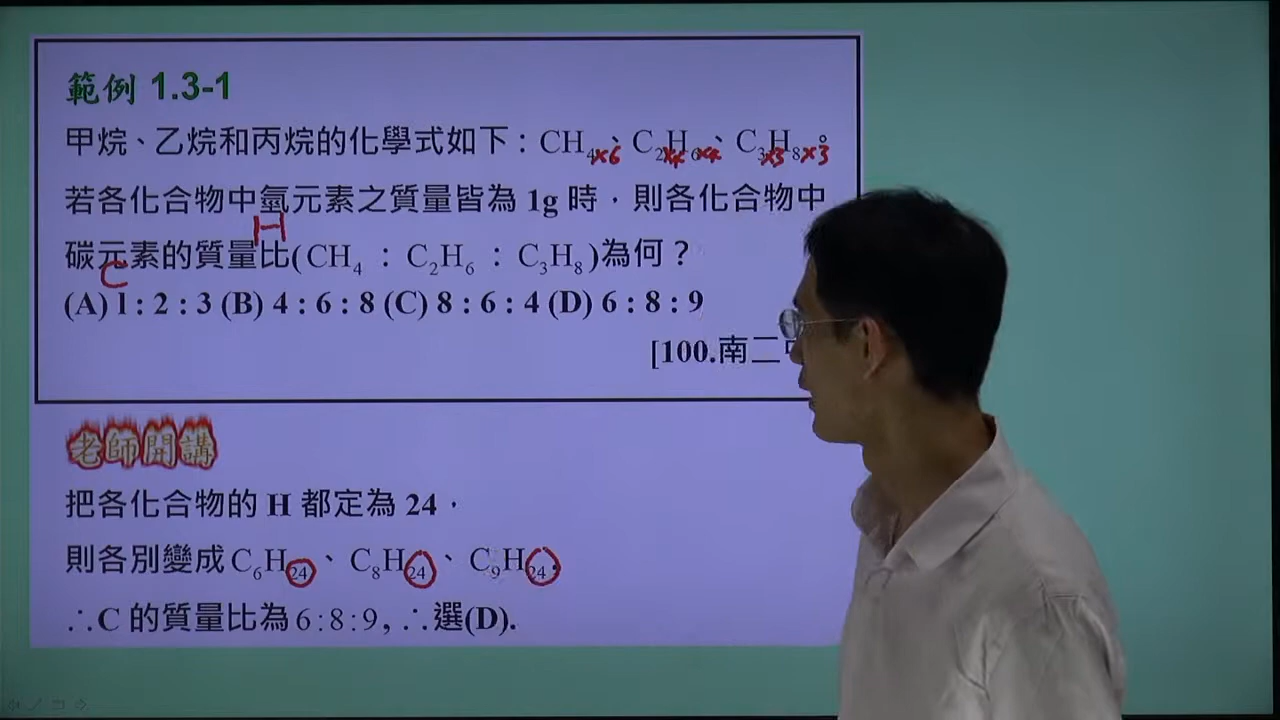 範例 1.3-1
甲烷、乙烷和丙烷的化學式如下：CH₄、C₂H₆、C₃H₈。
×6 ×4 ×4 ×3 ×3
若各化合物中氫元素之質量皆為 1g 時，則各化合物中
H
碳元素的質量比(CH₄ : C₂H₆ : C₃H₈)為何？
C
(A) 1 : 2 : 3 (B) 4 : 6 : 8 (C) 8 : 6 : 4 (D) 6 : 8 : 9
[100.南二
老師開講
把各化合物的 H 都定為 24，
則各別變成 C₆H₂₄、C₈H₂₄、C₉H₂₄.
∴C 的質量比為 6 : 8 : 9, ∴選(D).